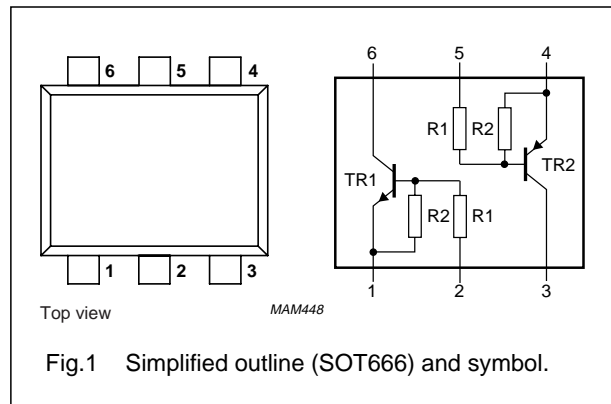 6 5 4
1 2 3
Top view
MAM448
6 5 4
R1 R2
TR2
TR1
R2 R1
1 2 3
Fig.1 Simplified outline (SOT666) and symbol.